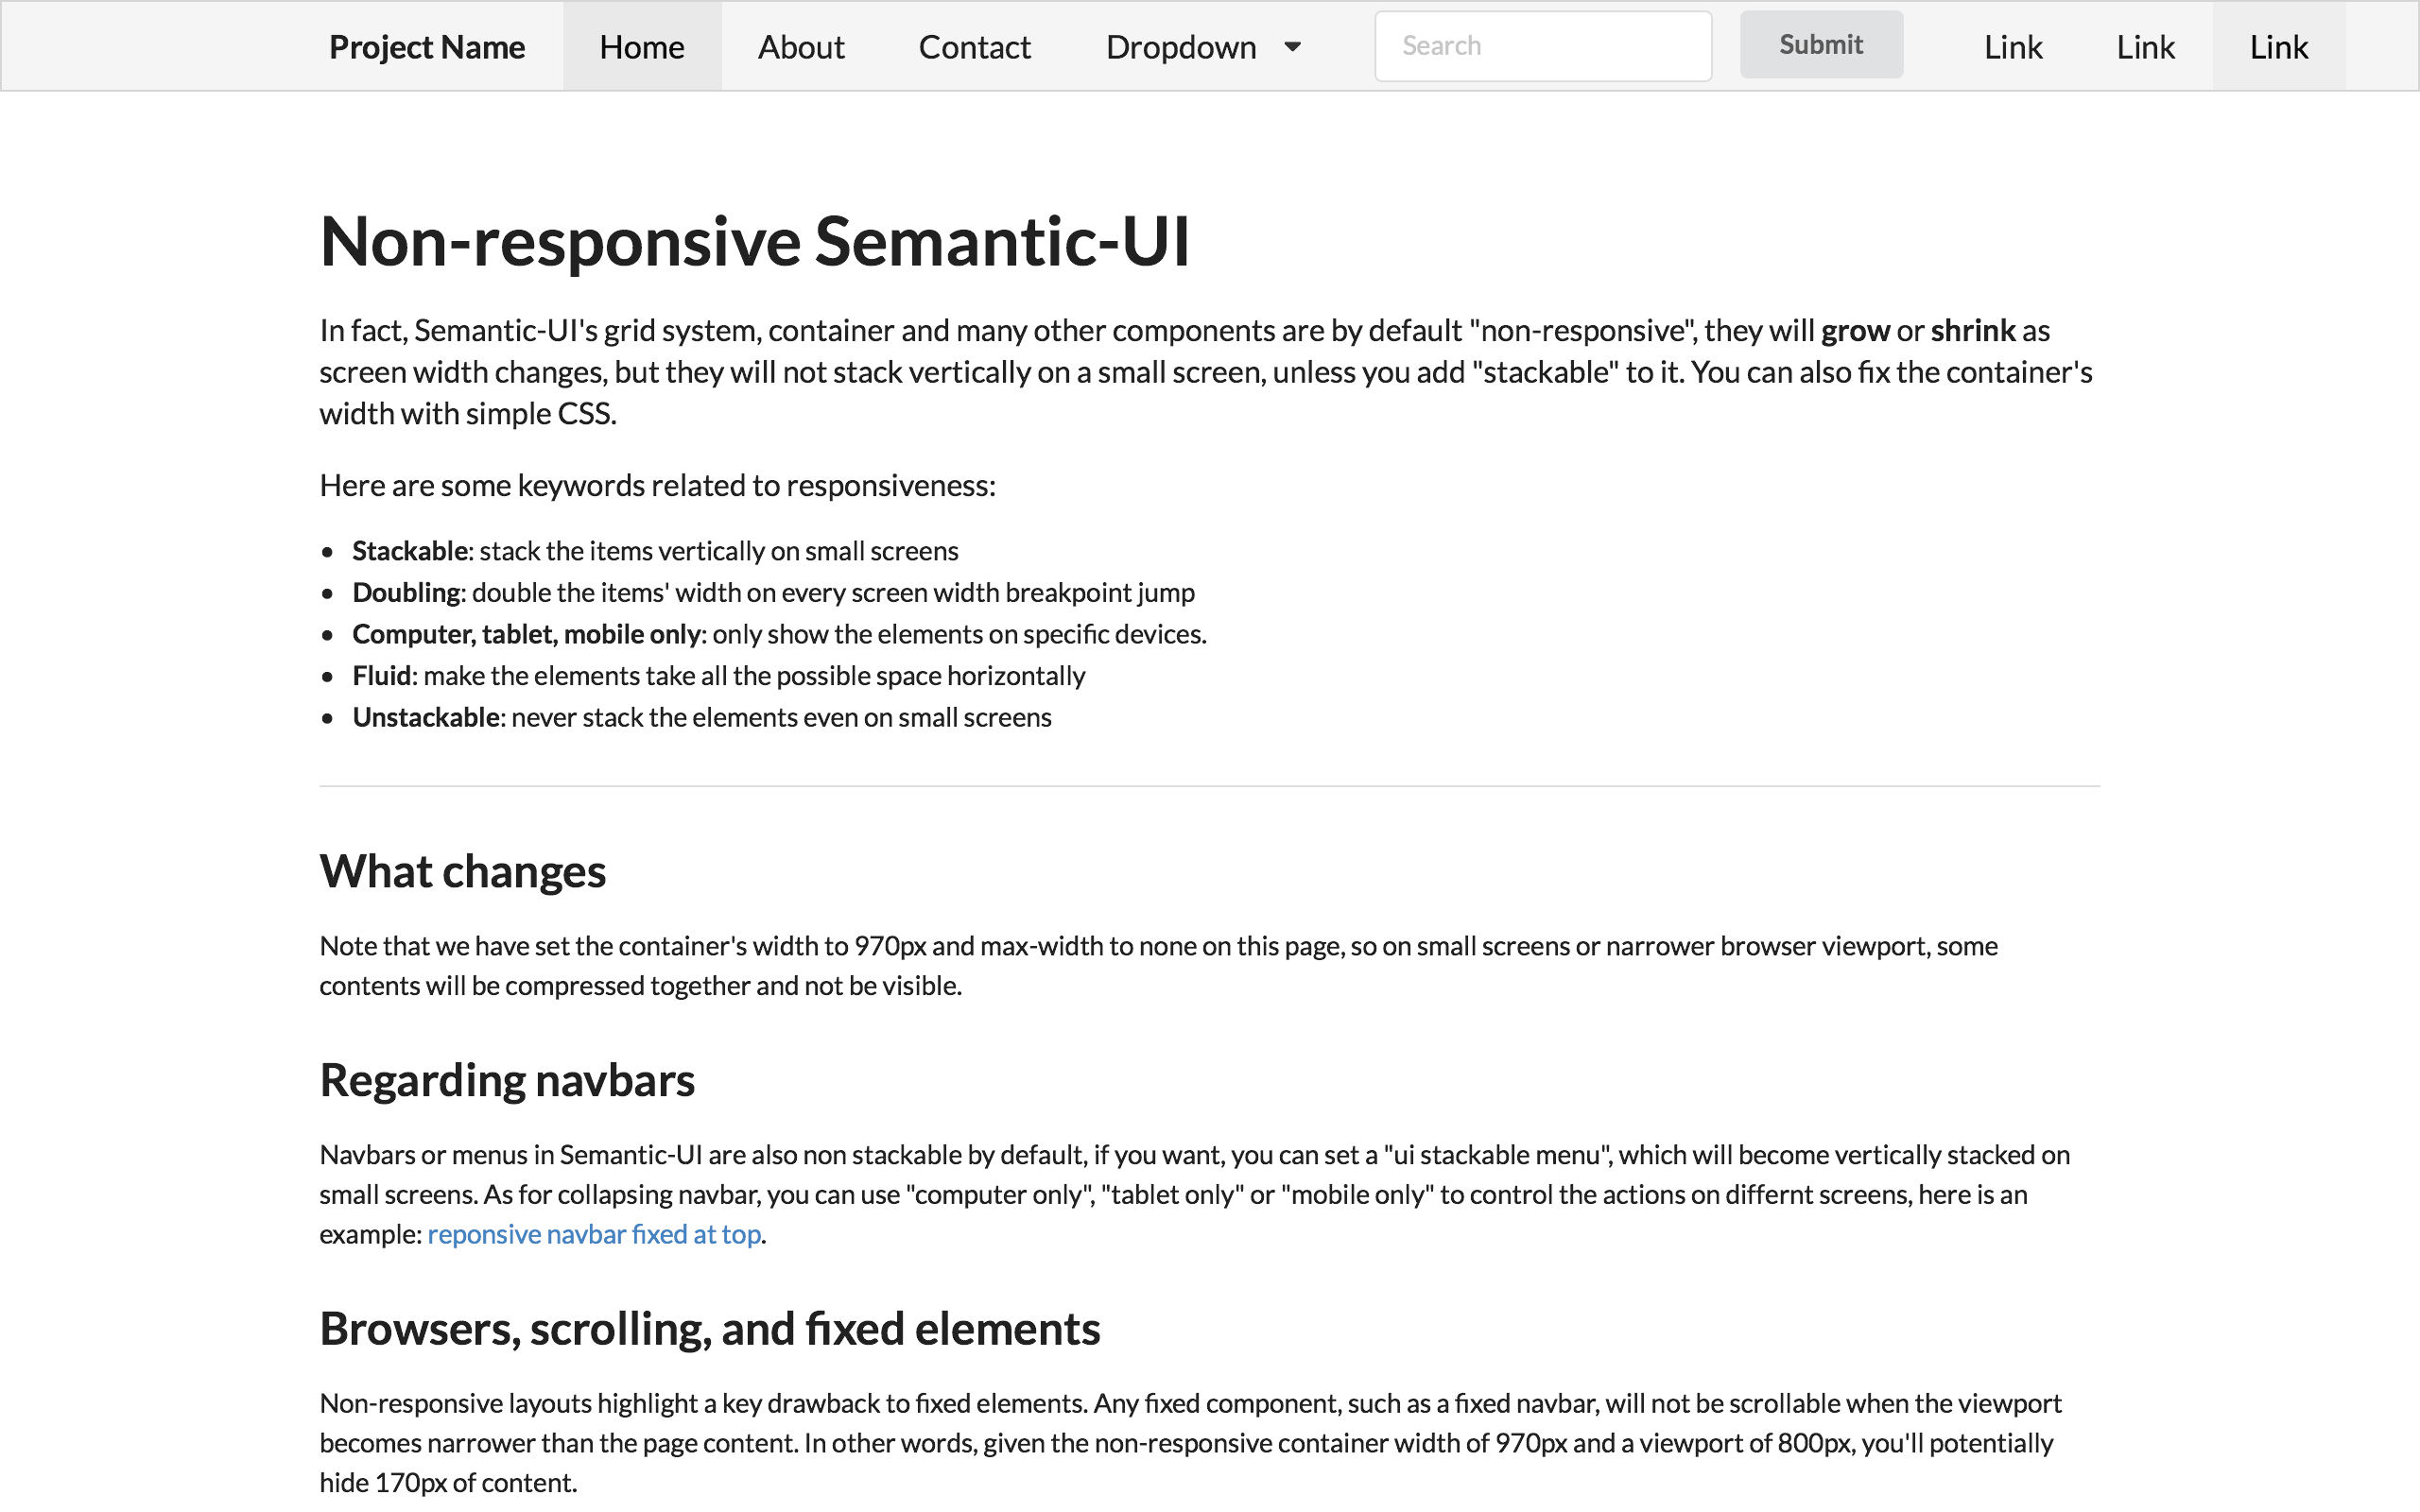 Project Name Home About Contact Dropdown Search Submit Link Link Link
Non-responsive Semantic-UI
In fact, Semantic-UI's grid system, container and many other components are by default "non-responsive", they will grow or shrink as
screen width changes, but they will not stack vertically on a small screen, unless you add "stackable" to it. You can also fix the container's
width with simple CSS.
Here are some keywords related to responsiveness:
• Stackable: stack the items vertically on small screens
• Doubling: double the items' width on every screen width breakpoint jump
• Computer, tablet, mobile only: only show the elements on specific devices.
• Fluid: make the elements take all the possible space horizontally
• Unstackable: never stack the elements even on small screens
What changes
Note that we have set the container's width to 970px and max-width to none on this page, so on small screens or narrower browser viewport, some
contents will be compressed together and not be visible.
Regarding navbars
Navbars or menus in Semantic-UI are also non stackable by default, if you want, you can set a "ui stackable menu", which will become vertically stacked on
small screens. As for collapsing navbar, you can use "computer only", "tablet only" or "mobile only" to control the actions on differnt screens, here is an
example: reponsive navbar fixed at top.
Browsers, scrolling, and fixed elements
Non-responsive layouts highlight a key drawback to fixed elements. Any fixed component, such as a fixed navbar, will not be scrollable when the viewport
becomes narrower than the page content. In other words, given the non-responsive container width of 970px and a viewport of 800px, you'll potentially
hide 170px of content.